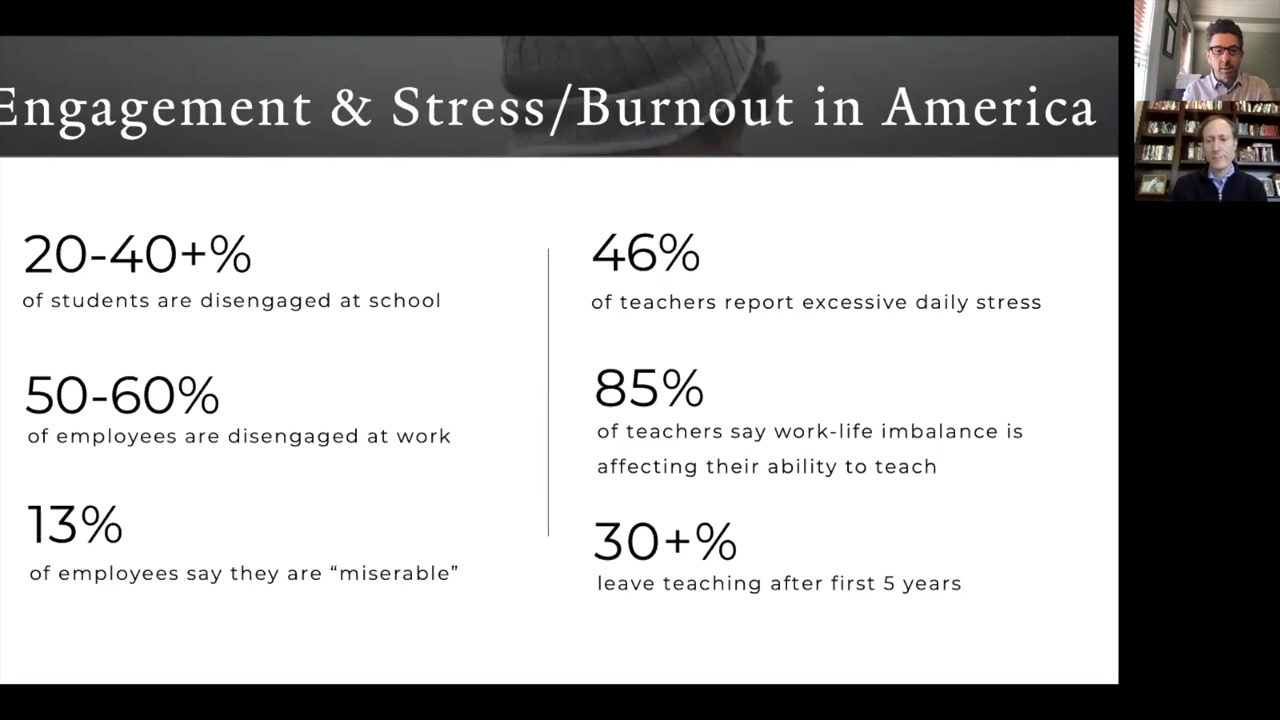 Engagement & Stress/Burnout in America
20-40+%
of students are disengaged at school
50-60%
of employees are disengaged at work
13%
of employees say they are “miserable”
46%
of teachers report excessive daily stress
85%
of teachers say work-life imbalance is
affecting their ability to teach
30+%
leave teaching after first 5 years